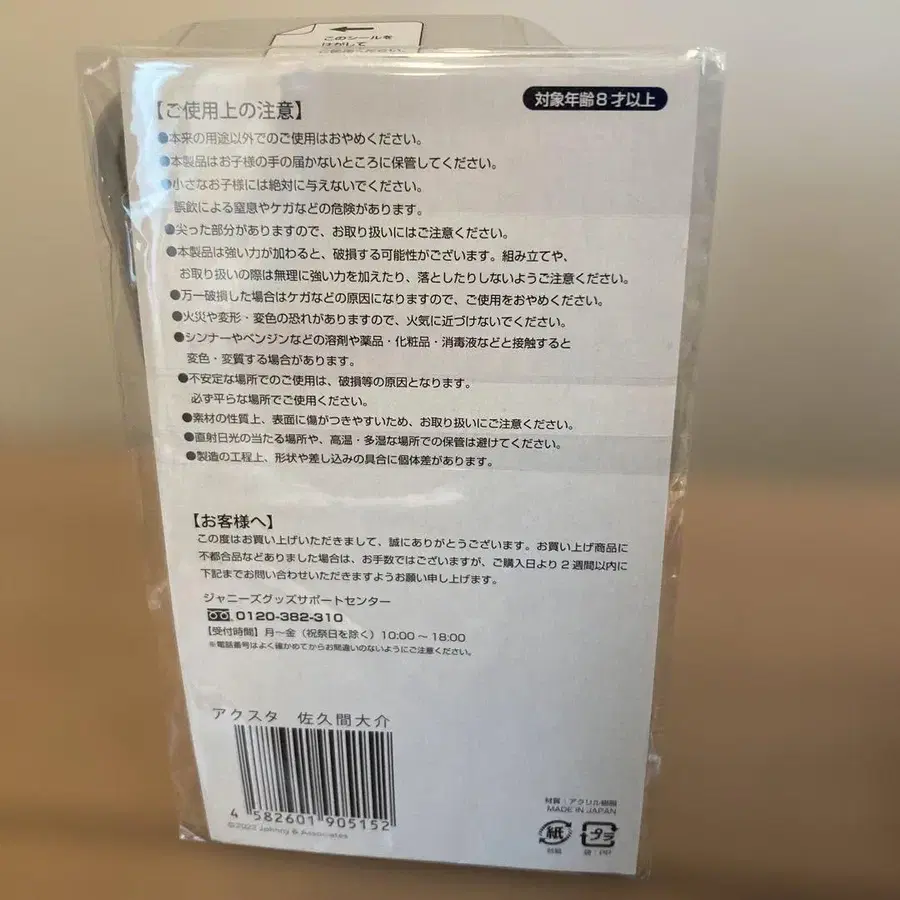 このシールを
はがして
対象年齢8才以上
【ご使用上の注意】
●本来の用途以外でのご使用はおやめください。
●本製品はお子様の手の届かないところに保管してください。
●小さなお子様には絶対に与えないでください。
誤飲による窒息やケガなどの危険があります。
●尖った部分がありますので、お取り扱いにはご注意ください。
●本製品は強い力が加わると、破損する可能性がございます。組み立てや、
お取り扱いの際は無理に強い力を加えたり、落としたりしないようご注意ください。
●万一破損した場合はケガなどの原因になりますので、ご使用をおやめください。
●火災や変形・変色の恐れがありますので、火気に近づけないでください。
●シンナーやベンジンなどの溶剤や薬品・化粧品・消毒液などと接触すると
変色・変質する場合があります。
●不安定な場所でのご使用は、破損等の原因となります。
必ず平らな場所でご使用ください。
●素材の性質上、表面に傷がつきやすいため、お取り扱いにご注意ください。
●直射日光の当たる場所や、高温・多湿な場所での保管は避けてください。
●製造の工程上、形状や差し込みの具合に個体差があります。
【お客様へ】
この度はお買い上げいただきまして、誠にありがとうございます。お買い上げ商品に
不都合品などありました場合は、お手数ではございますが、ご購入日より2週間以内に
下記までお問い合わせいただきますようお願い申し上げます。
ジャニーズグッズサポートセンター
0120-382-310
【受付時間】月～金（祝祭日を除く）10:00～18:00
※電話番号はよく確かめてからお間違いのないようにご注意ください。
アクスタ 佐久間大介
4 582601 905152
©2022 Johnny & Associates
材質：アクリル樹脂
MADE IN JAPAN
紙
台紙
プラ
袋：PP